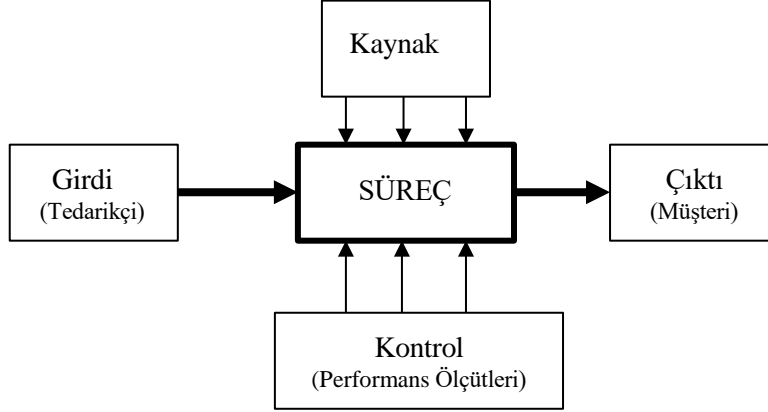 Kaynak
Girdi
(Tedarikçi)
SÜREÇ
Çıktı
(Müşteri)
Kontrol
(Performans Ölçütleri)